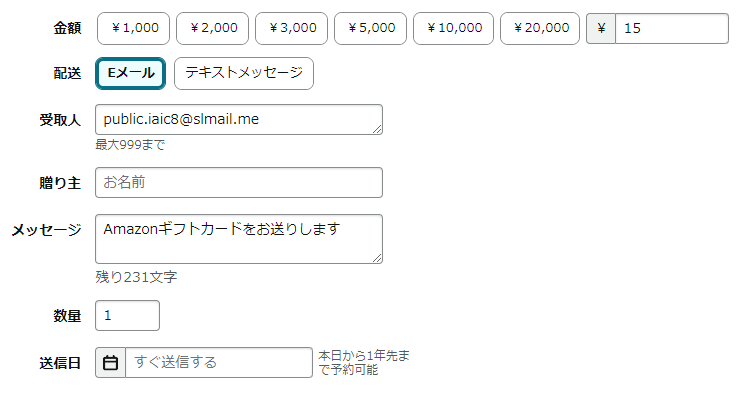 金額 ¥1,000 ¥2,000 ¥3,000 ¥5,000 ¥10,000 ¥20,000 ¥ 15
配送 Eメール テキストメッセージ
受取人 public.iaic8@slmail.me
最大999まで
贈り主 お名前
メッセージ Amazonギフトカードをお送りします
残り231文字
数量 1
送信日 すぐ送信する 本日から1年先ま
で予約可能